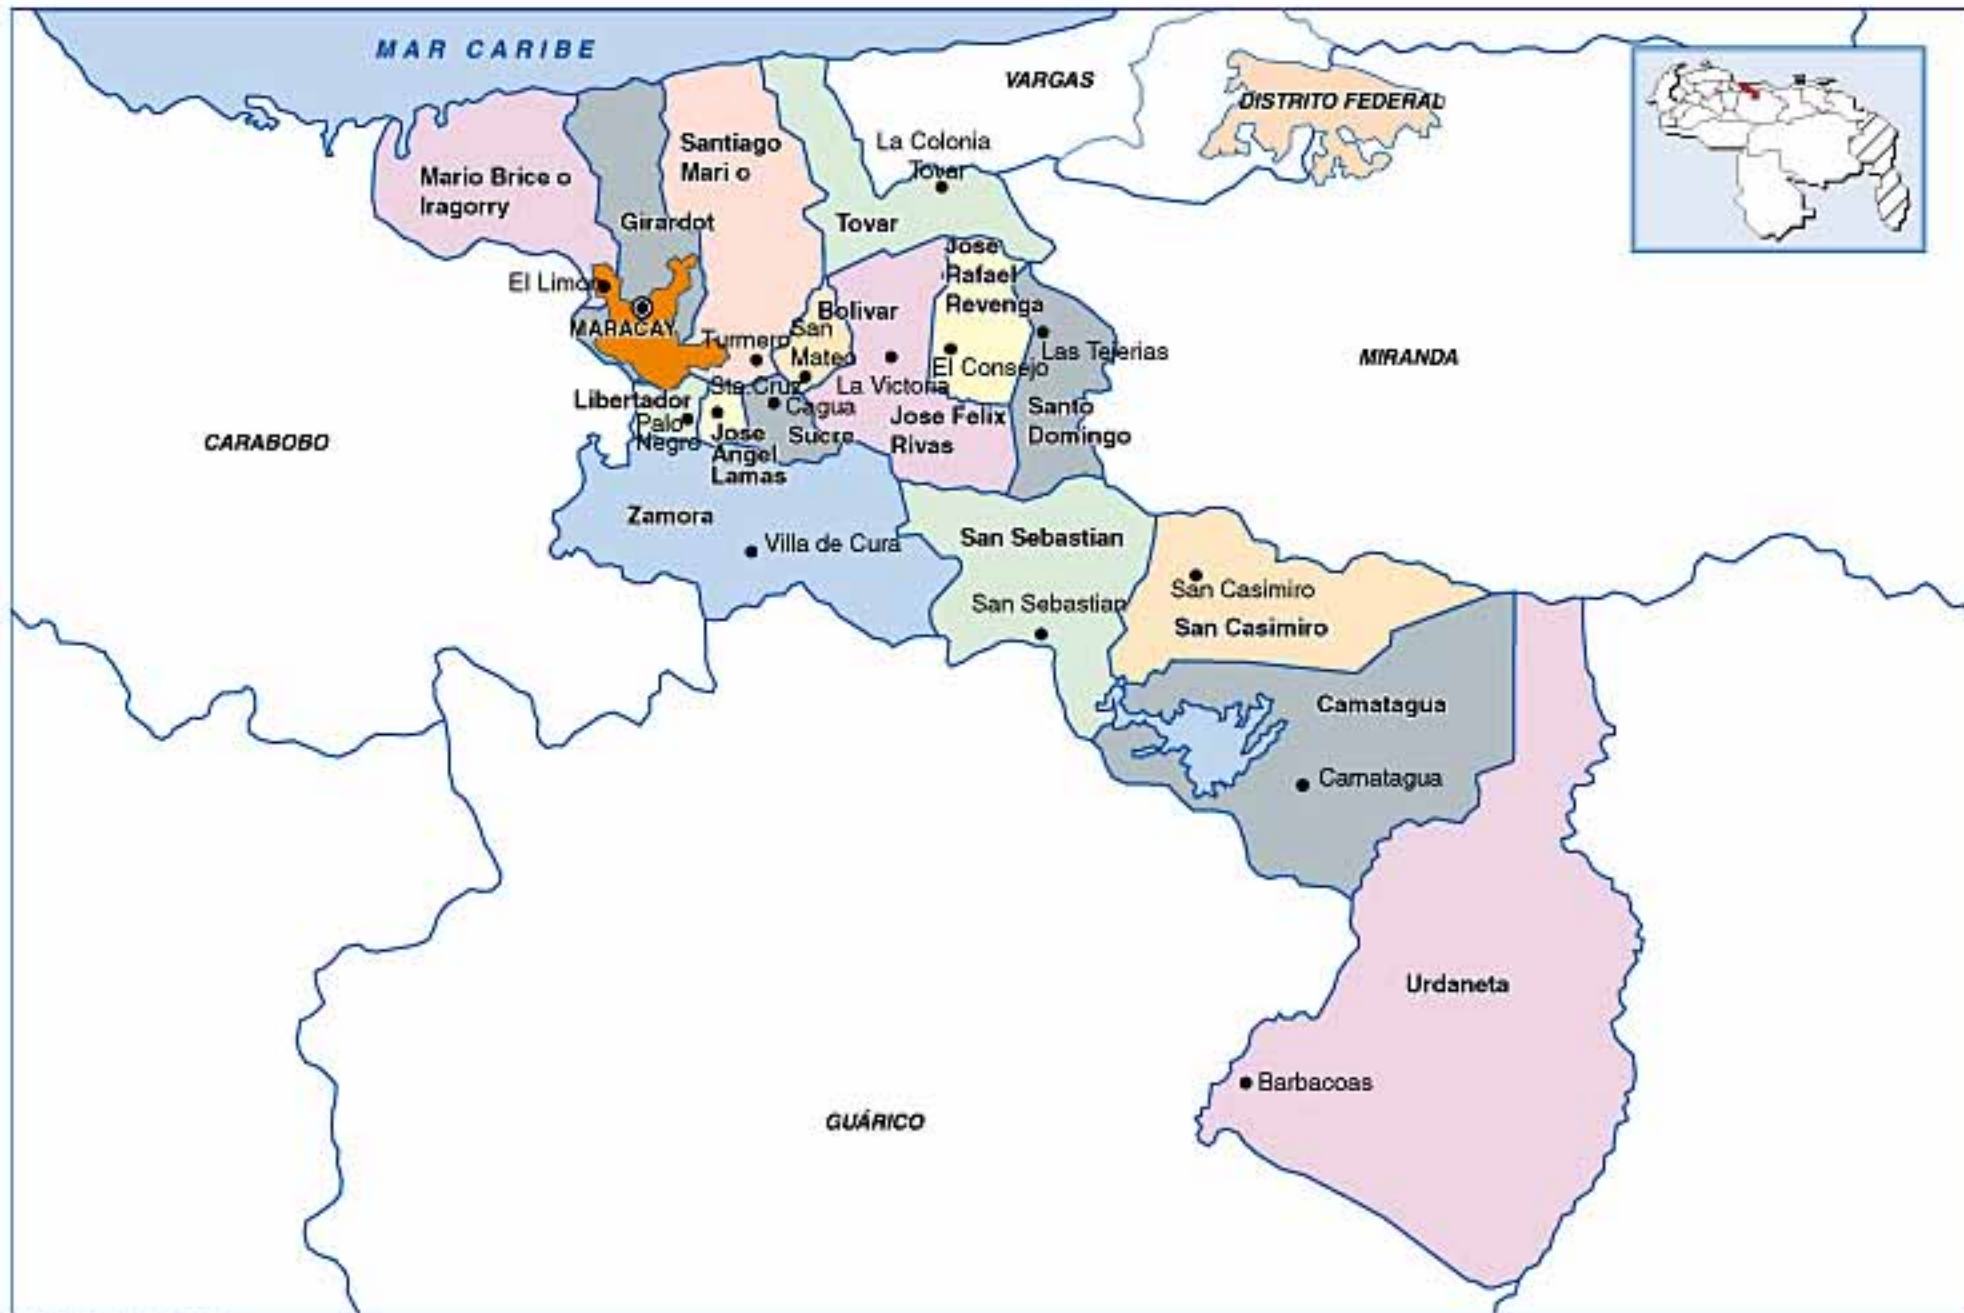 MAR CARIBE
VARGAS
DISTRITO FEDERAL
Santiago
Mari o
La Colonia
Tovar
Mario Brice o
Iragorry
Girardot
Tovar
Jose
Rafael
Revenga
El Limon
Bolivar
MARACAY
San
Mateo
Turmero
Las Tejerias
MIRANDA
El Consejo
Sta.Cruz
La Victoria
Libertador
Cagua
Santo
Domingo
Palo
Negro
Jose Felix
Rivas
Jose
Angel
Lamas
Sucre
CARABOBO
Zamora
Villa de Cura
San Sebastian
San Sebastian
San Casimiro
San Casimiro
Camatagua
Camatagua
Urdaneta
Barbacoas
GUÁRICO